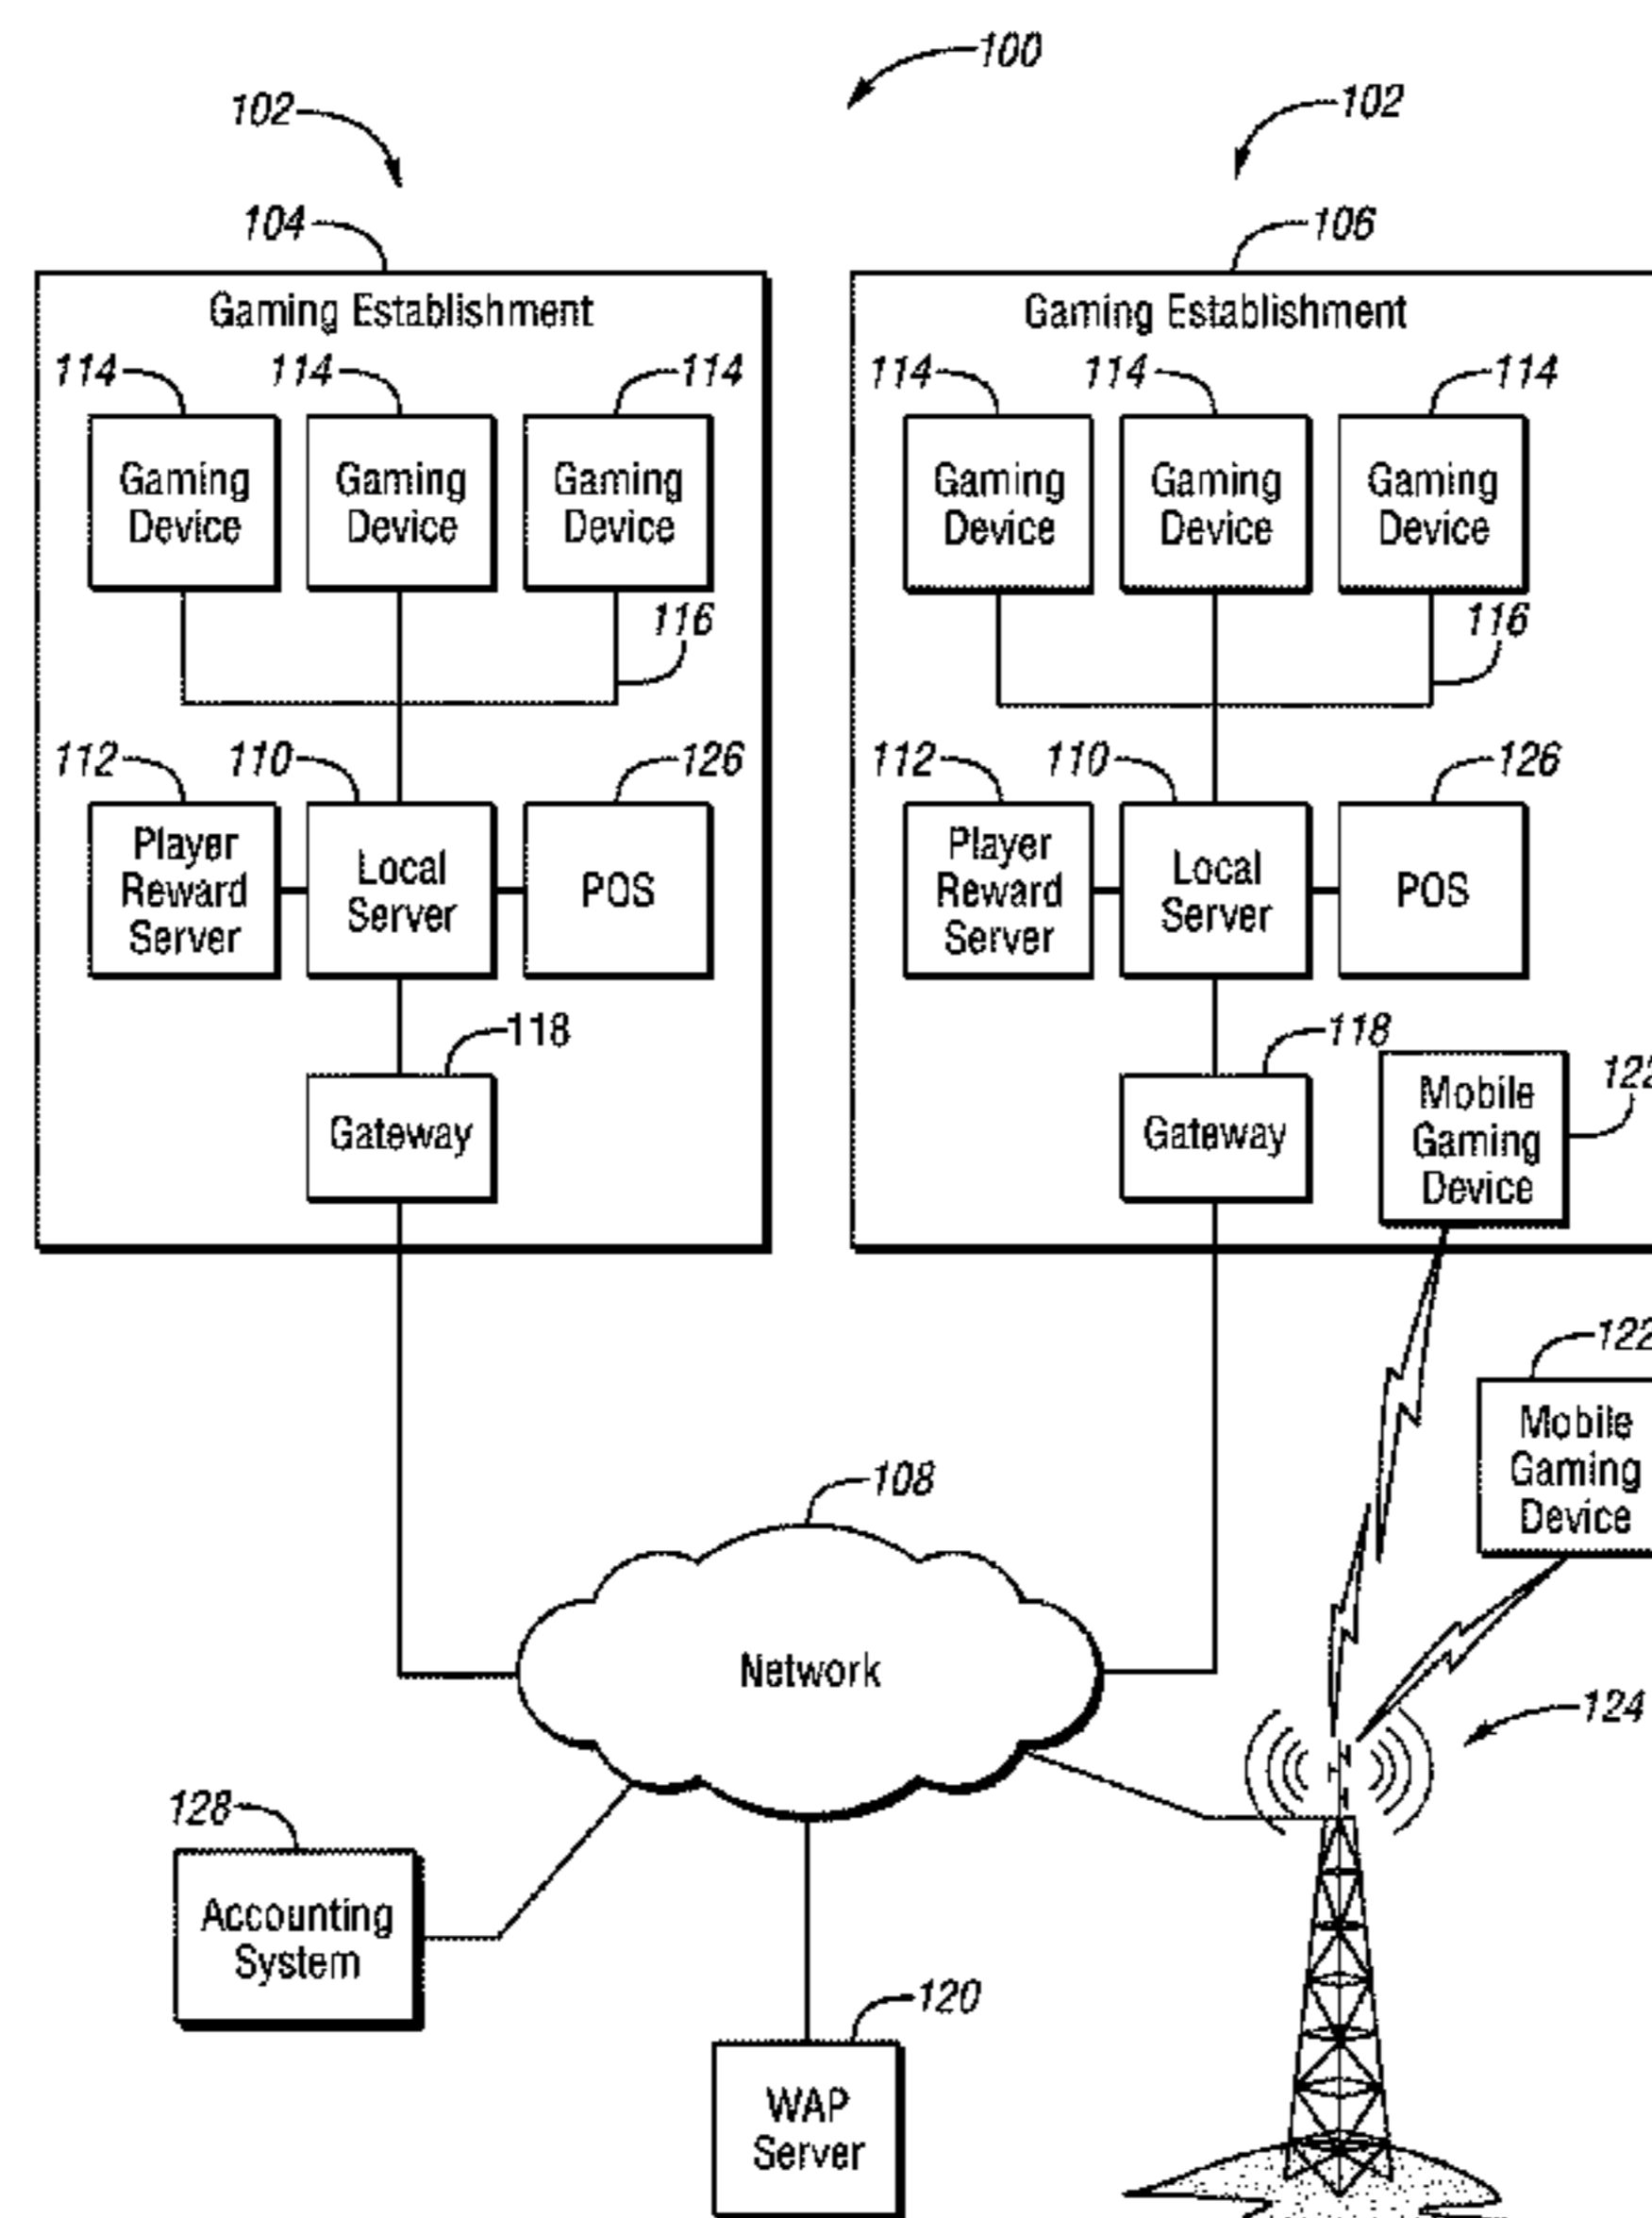 100
102
102
104
106
Gaming Establishment
Gaming Establishment
114
114
114
114
114
114
Gaming
Device
Gaming
Device
Gaming
Device
Gaming
Device
Gaming
Device
Gaming
Device
116
116
112
110
126
112
110
126
Player
Reward
Server
Local
Server
POS
Player
Reward
Server
Local
Server
POS
118
118
122
Gateway
Gateway
Mobile
Gaming
Device
122
Mobile
Gaming
Device
108
Network
124
128
Accounting
System
120
WAP
Server